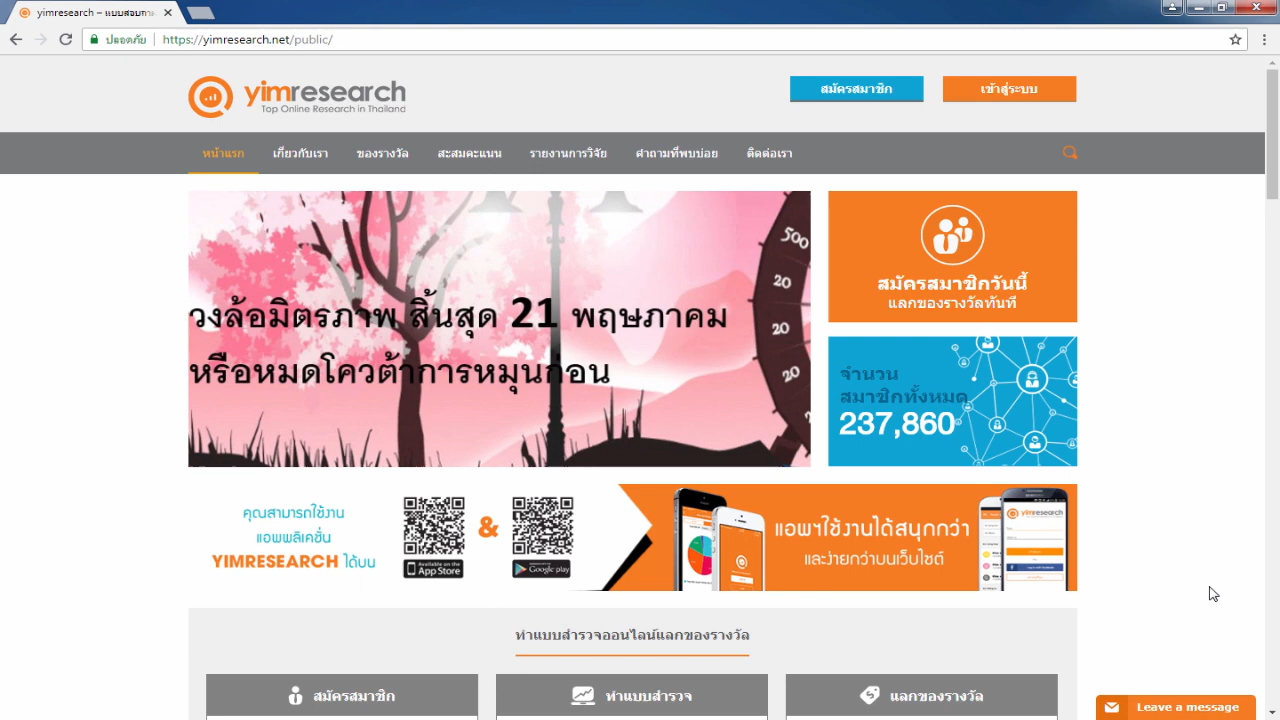 yimresearch – แบบสอบถาม
ปลอดภัย
https://yimresearch.net/public/
yimresearch
Top Online Research in Thailand
สมัครสมาชิก
เข้าสู่ระบบ
หน้าแรก
เกี่ยวกับเรา
ของรางวัล
สะสมคะแนน
รายงานการวิจัย
คำถามที่พบบ่อย
ติดต่อเรา
วงล้อมิตรภาพ สิ้นสุด 21 พฤษภาคม
หรือหมดโควต้าการหมุนก่อน
500
20
20
20
สมัครสมาชิกวันนี้
แลกของรางวัลทันที
จำนวน
สมาชิกทั้งหมด
237,860
คุณสามารถใช้งาน
แอพพลิเคชั่น
YIMRESEARCH ได้บน
Available on the
App Store
&
Google play
แอพฯใช้งานได้สนุกกว่า
และง่ายกว่าบนเว็บไซต์
yimresearch
ทำแบบสำรวจออนไลน์แลกของรางวัล
สมัครสมาชิก
ทำแบบสำรวจ
แลกของรางวัล
Leave a message